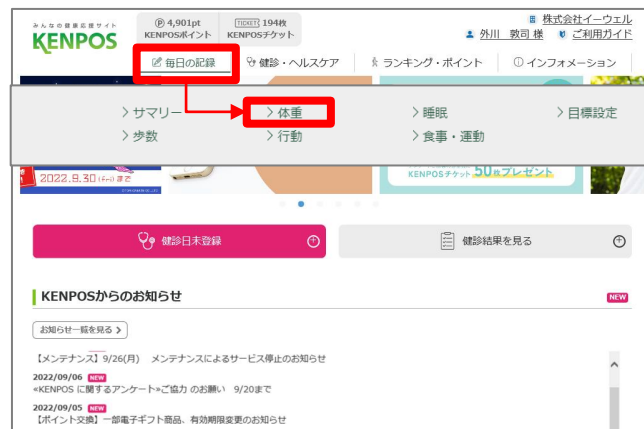 みんなの健康応援サイト
KENPOS
Ⓟ 4,901pt
KENPOSポイント
TICKET 194枚
KENPOSチケット
株式会社イーウェル
外川 敦司 様 ご利用ガイド
毎日の記録 健診・ヘルスケア ランキング・ポイント インフォメーション
>サマリー >体重 >睡眠 >目標設定
>歩数 >行動 >食事・運動
2022.9.30(Fri)まで
KENPOSチケット 50枚プレゼント
健診日未登録
健診結果を見る
KENPOSからのお知らせ NEW
お知らせ一覧を見る >
【メンテナンス】9/26(月) メンテナンスによるサービス停止のお知らせ
2022/09/06 NEW
≪KENPOS に関するアンケート≫ご協力 のお願い 9/20まで
2022/09/05 NEW
【ポイント交換】一部電子ギフト商品、有効期限変更のお知らせ